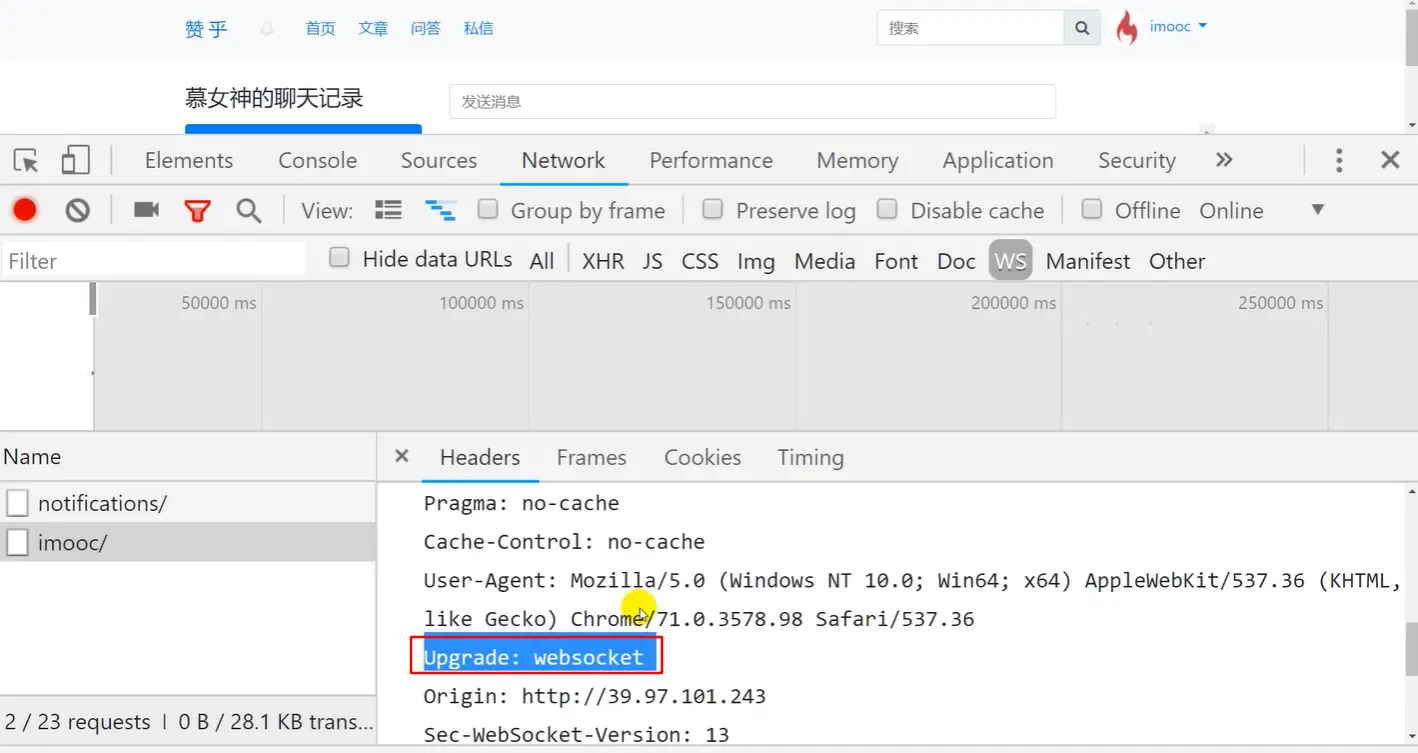 赞乎 首页 文章 问答 私信 搜索 imooc
慕女神的聊天记录 发送消息
Elements Console Sources Network Performance Memory Application Security »
View: Group by frame Preserve log Disable cache Offline Online
Filter Hide data URLs All XHR JS CSS Img Media Font Doc WS Manifest Other
50000 ms 100000 ms 150000 ms 200000 ms 250000 ms
Name Headers Frames Cookies Timing
notifications/
imooc/
Pragma: no-cache
Cache-Control: no-cache
User-Agent: Mozilla/5.0 (Windows NT 10.0; Win64; x64) AppleWebKit/537.36 (KHTML,
like Gecko) Chrome/71.0.3578.98 Safari/537.36
Upgrade: websocket
Origin: http://39.97.101.243
Sec-WebSocket-Version: 13
2 / 23 requests | 0 B / 28.1 KB trans...